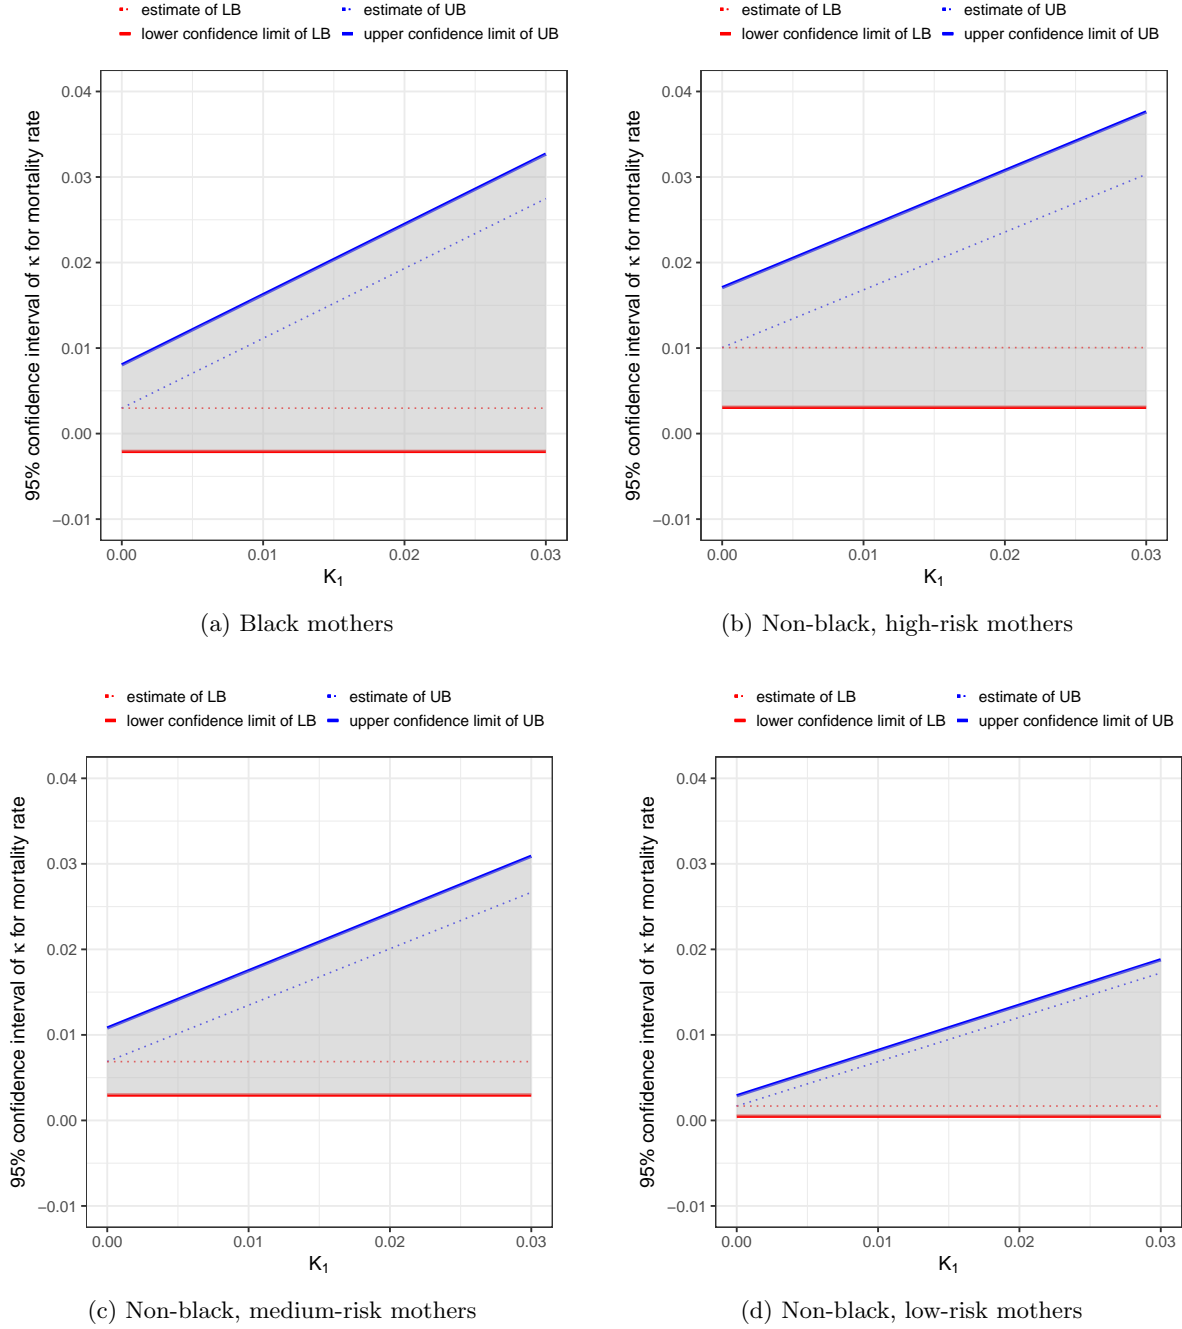 estimate of LB estimate of UB estimate of LB estimate of UB
lower confidence limit of LB upper confidence limit of UB lower confidence limit of LB upper confidence limit of UB
95% confidence interval of κ for mortality rate
0.04
0.03
0.02
0.01
0.00
−0.01
0.00 0.01 0.02 0.03
K₁
(a) Black mothers
95% confidence interval of κ for mortality rate
0.04
0.03
0.02
0.01
0.00
−0.01
0.00 0.01 0.02 0.03
K₁
(b) Non-black, high-risk mothers
estimate of LB estimate of UB estimate of LB estimate of UB
lower confidence limit of LB upper confidence limit of UB lower confidence limit of LB upper confidence limit of UB
95% confidence interval of κ for mortality rate
0.04
0.03
0.02
0.01
0.00
−0.01
0.00 0.01 0.02 0.03
K₁
(c) Non-black, medium-risk mothers
95% confidence interval of κ for mortality rate
0.04
0.03
0.02
0.01
0.00
−0.01
0.00 0.01 0.02 0.03
K₁
(d) Non-black, low-risk mothers